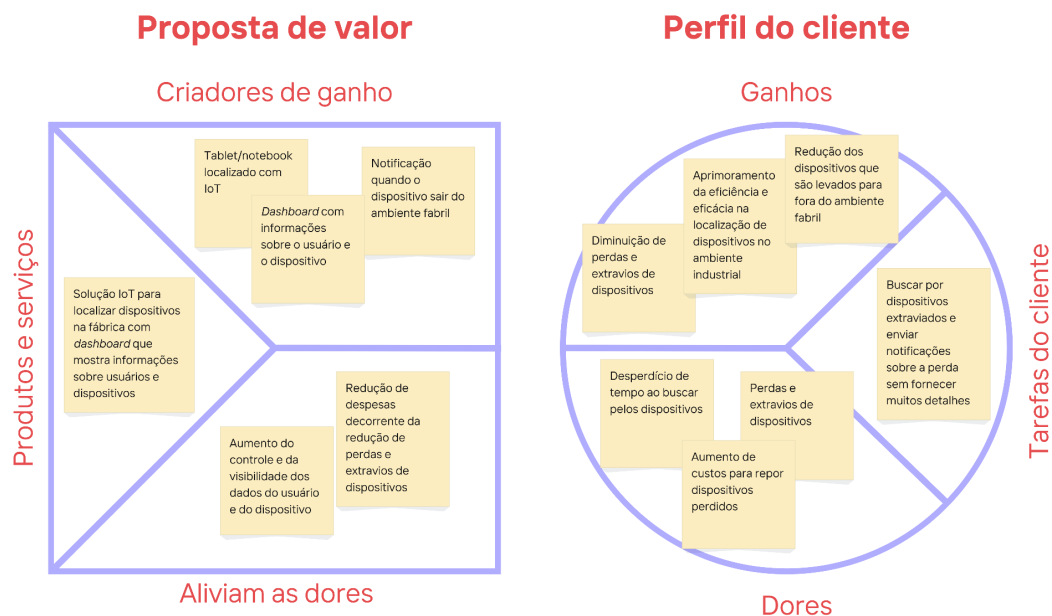 Proposta de valor
Criadores de ganho
Produtos e serviços
Tablet/notebook
localizado com
IoT
Dashboard com
informações
sobre o usuário e
o dispositivo
Notificação
quando o
dispositivo sair do
ambiente fabril
Solução IoT para
localizar dispositivos
na fábrica com
dashboard que
mostra informações
sobre usuários e
dispositivos
Aumento do
controle e da
visibilidade dos
dados do usuário
e do dispositivo
Redução de
despesas
decorrente da
redução de
perdas e
extravios de
dispositivos
Aliviam as dores
Perfil do cliente
Ganhos
Diminuição de
perdas e
extravios de
dispositivos
Aprimoramento
da eficiência e
eficácia na
localização de
dispositivos no
ambiente
industrial
Redução dos
dispositivos que
são levados para
fora do ambiente
fabril
Buscar por
dispositivos
extraviados e
enviar
notificações
sobre a perda
sem fornecer
muitos detalhes
Tarefas do cliente
Desperdício de
tempo ao buscar
pelos dispositivos
Perdas e
extravios de
dispositivos
Aumento de
custos para repor
dispositivos
perdidos
Dores